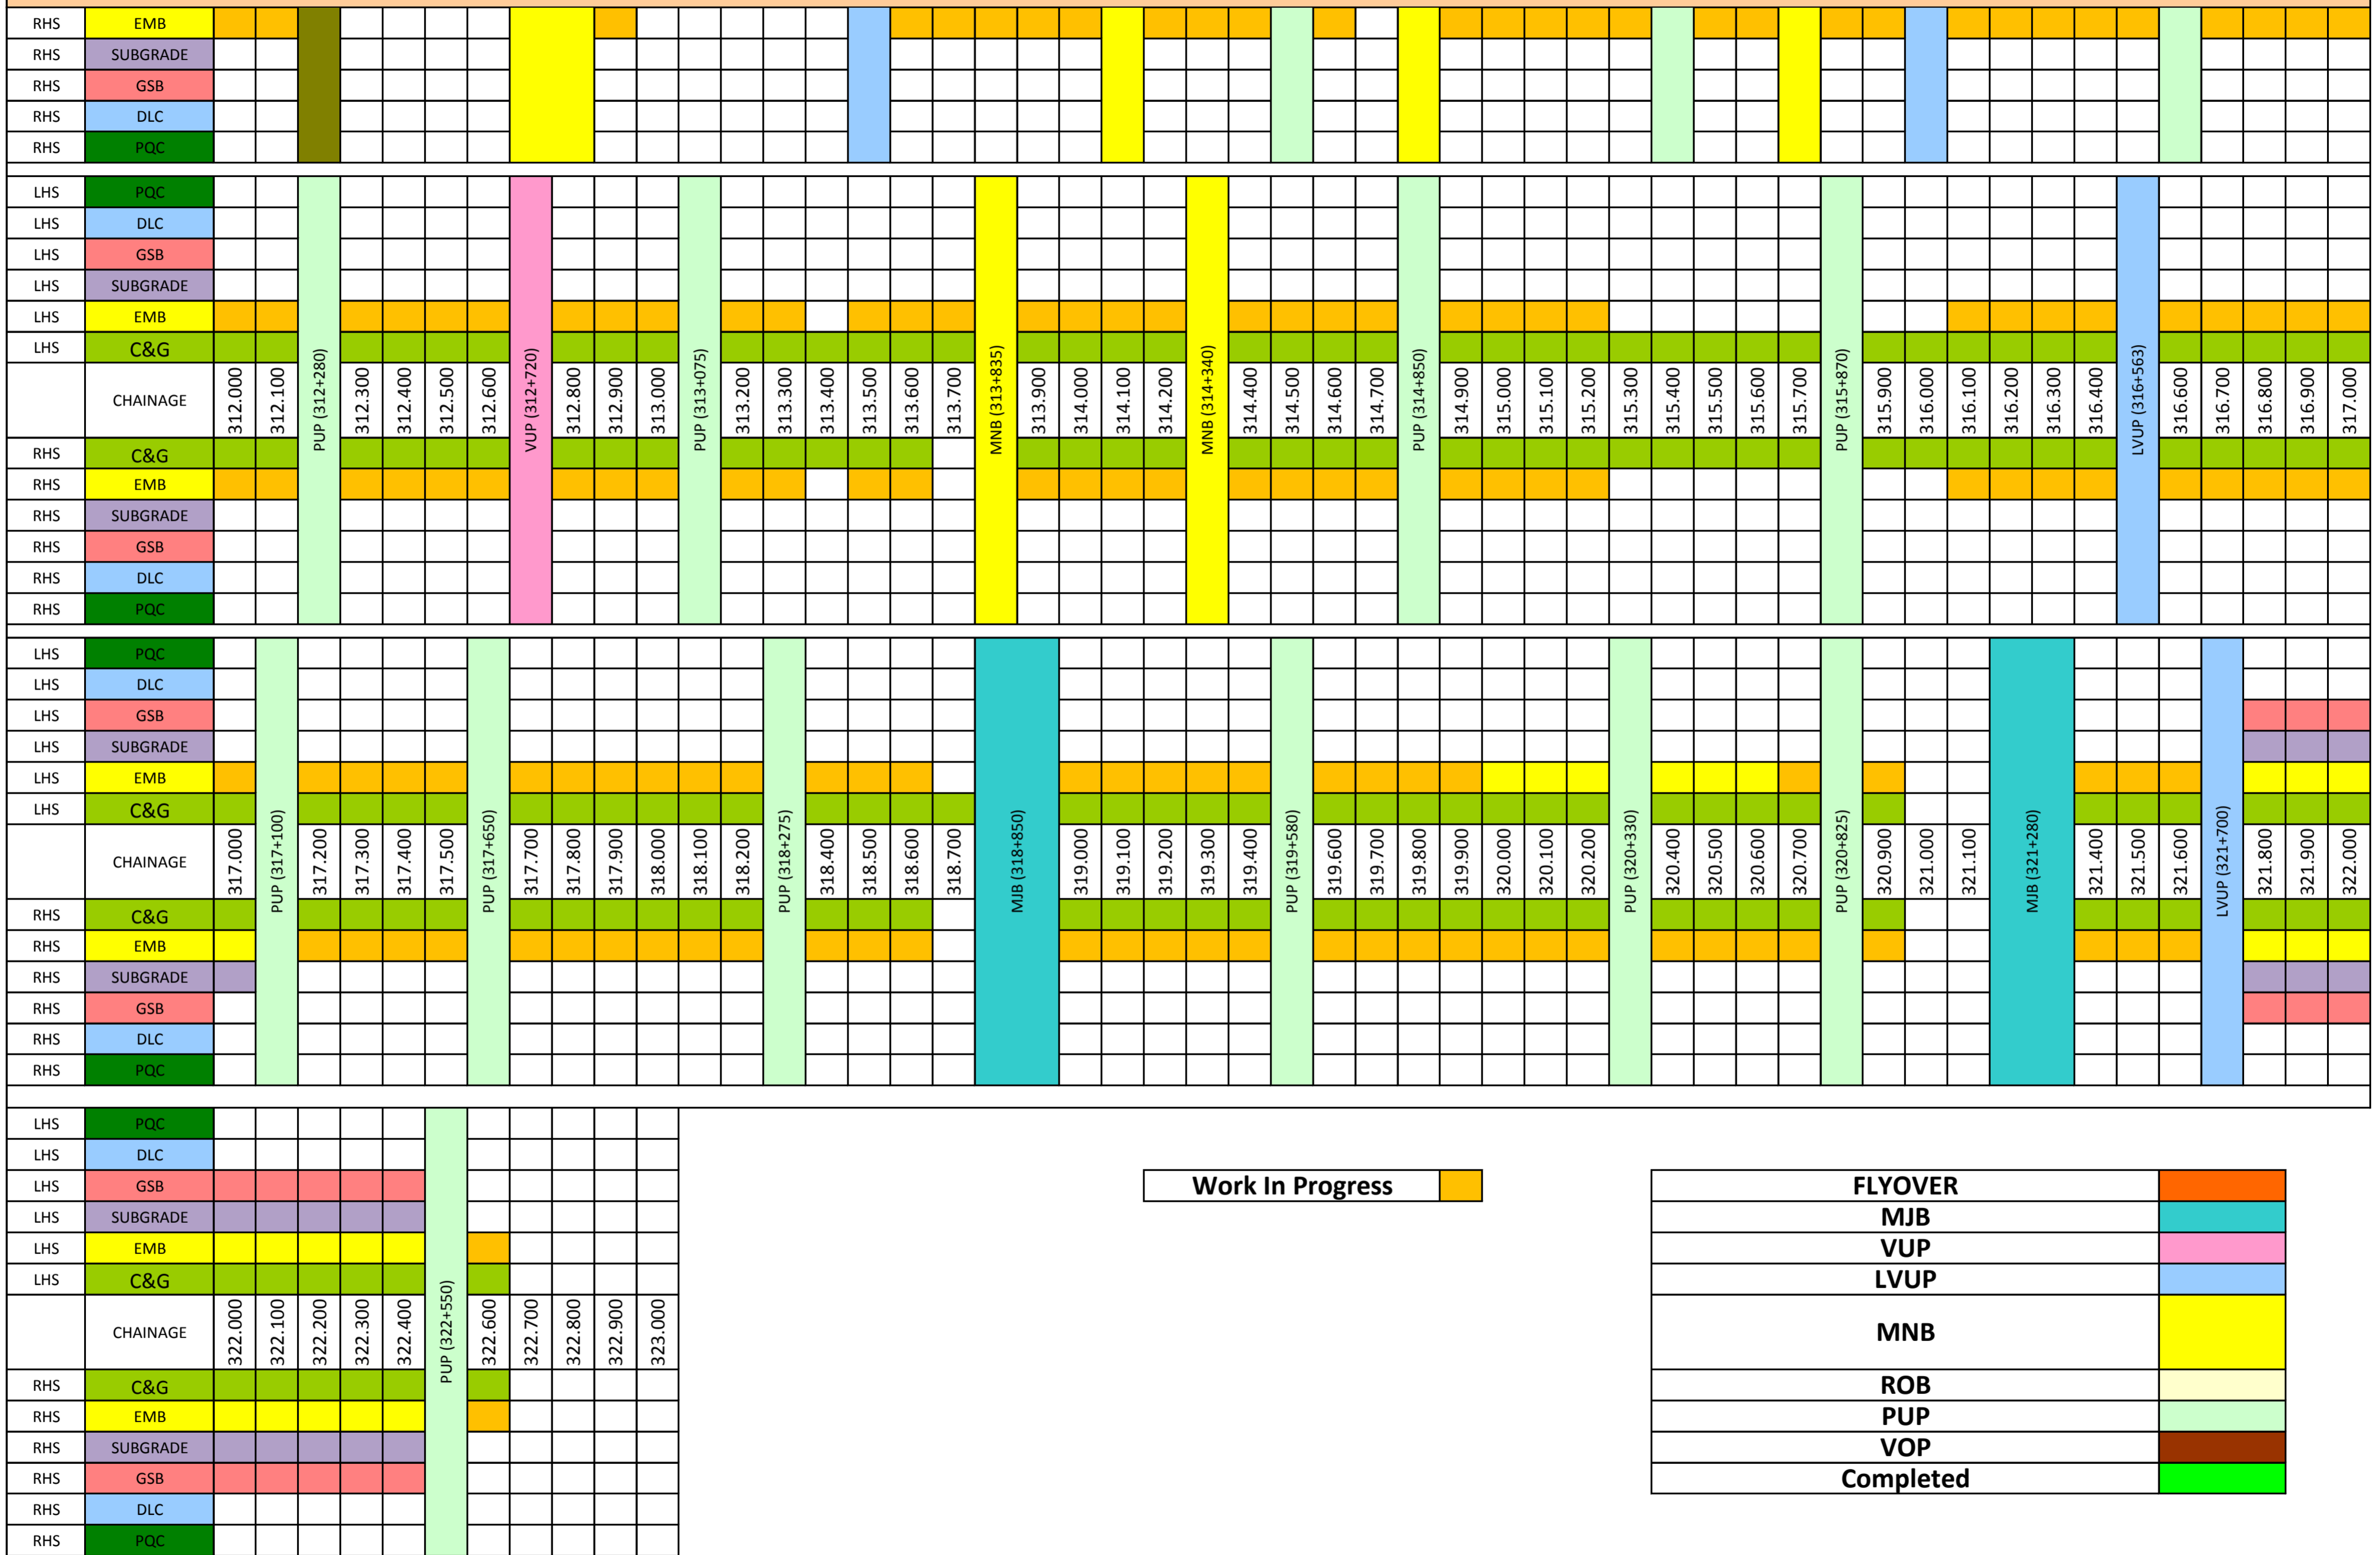 RHS EMB
RHS SUBGRADE
RHS GSB
RHS DLC
RHS PQC
LHS PQC
LHS DLC
LHS GSB
LHS SUBGRADE
LHS EMB
LHS C&G
CHAINAGE 312.000 312.100 PUP (312+280) 312.300 312.400 312.500 312.600 VUP (312+720) 312.800 312.900 313.000 PUP (313+075) 313.200 313.300 313.400 313.500 313.600 313.700 MNB (313+835) 313.900 314.000 314.100 314.200 MNB (314+340) 314.400 314.500 314.600 314.700 PUP (314+850) 314.900 315.000 315.100 315.200 315.300 315.400 315.500 315.600 315.700 PUP (315+870) 315.900 316.000 316.100 316.200 316.300 316.400 LVUP (316+563) 316.600 316.700 316.800 316.900 317.000
RHS C&G
RHS EMB
RHS SUBGRADE
RHS GSB
RHS DLC
RHS PQC
LHS PQC
LHS DLC
LHS GSB
LHS SUBGRADE
LHS EMB
LHS C&G
CHAINAGE 317.000 PUP (317+100) 317.200 317.300 317.400 317.500 PUP (317+650) 317.700 317.800 317.900 318.000 318.100 318.200 PUP (318+275) 318.400 318.500 318.600 318.700 MJB (318+850) 319.000 319.100 319.200 319.300 319.400 PUP (319+580) 319.600 319.700 319.800 319.900 320.000 320.100 320.200 PUP (320+330) 320.400 320.500 320.600 320.700 PUP (320+825) 320.900 321.000 321.100 MJB (321+280) 321.400 321.500 321.600 LVUP (321+700) 321.800 321.900 322.000
RHS C&G
RHS EMB
RHS SUBGRADE
RHS GSB
RHS DLC
RHS PQC
LHS PQC
LHS DLC
LHS GSB
LHS SUBGRADE
LHS EMB
LHS C&G
CHAINAGE 322.000 322.100 322.200 322.300 322.400 PUP (322+550) 322.600 322.700 322.800 322.900 323.000
RHS C&G
RHS EMB
RHS SUBGRADE
RHS GSB
RHS DLC
RHS PQC
Work In Progress
FLYOVER
MJB
VUP
LVUP
MNB
ROB
PUP
VOP
Completed